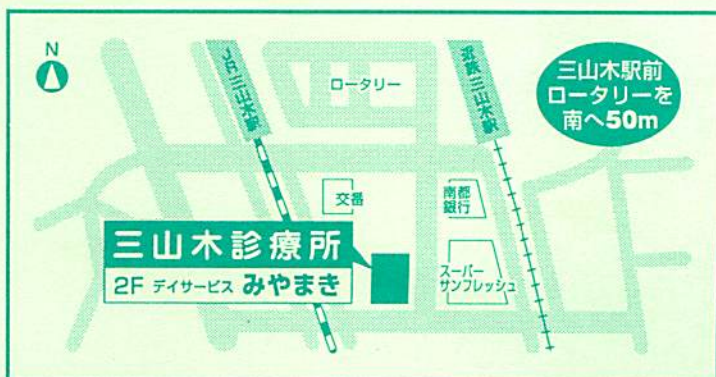 N
JR三山木駅
ロータリー
近鉄三山木駅
三山木駅前
ロータリーを
南へ50m
交番
南都
銀行
三山木診療所
2F デイサービス みやまき
スーパー
サンフレッシュ